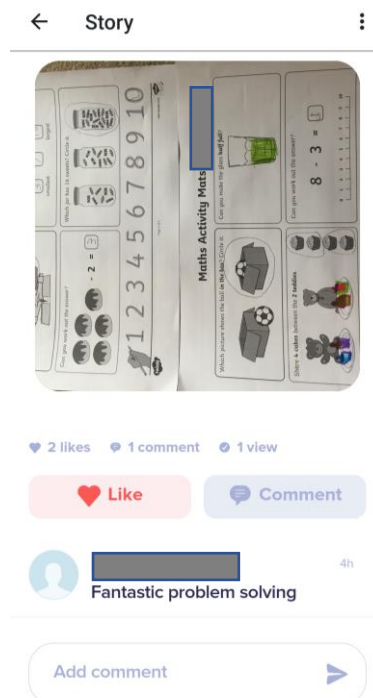 Story
largest
smallest
Can you work out the answer?
- 2 = 3
Which jar has 10 sweets? Circle it.
1 2 3 4 5 6 7 8 9 10
Maths Activity Mats
Which picture shows the ball in the box? Circle it.
Can you make the glass half full?
Share 4 cakes between the 2 teddies.
Can you work out the answer?
8 - 3 =
2 likes
1 comment
1 view
Like
Comment
4h
Fantastic problem solving
Add comment